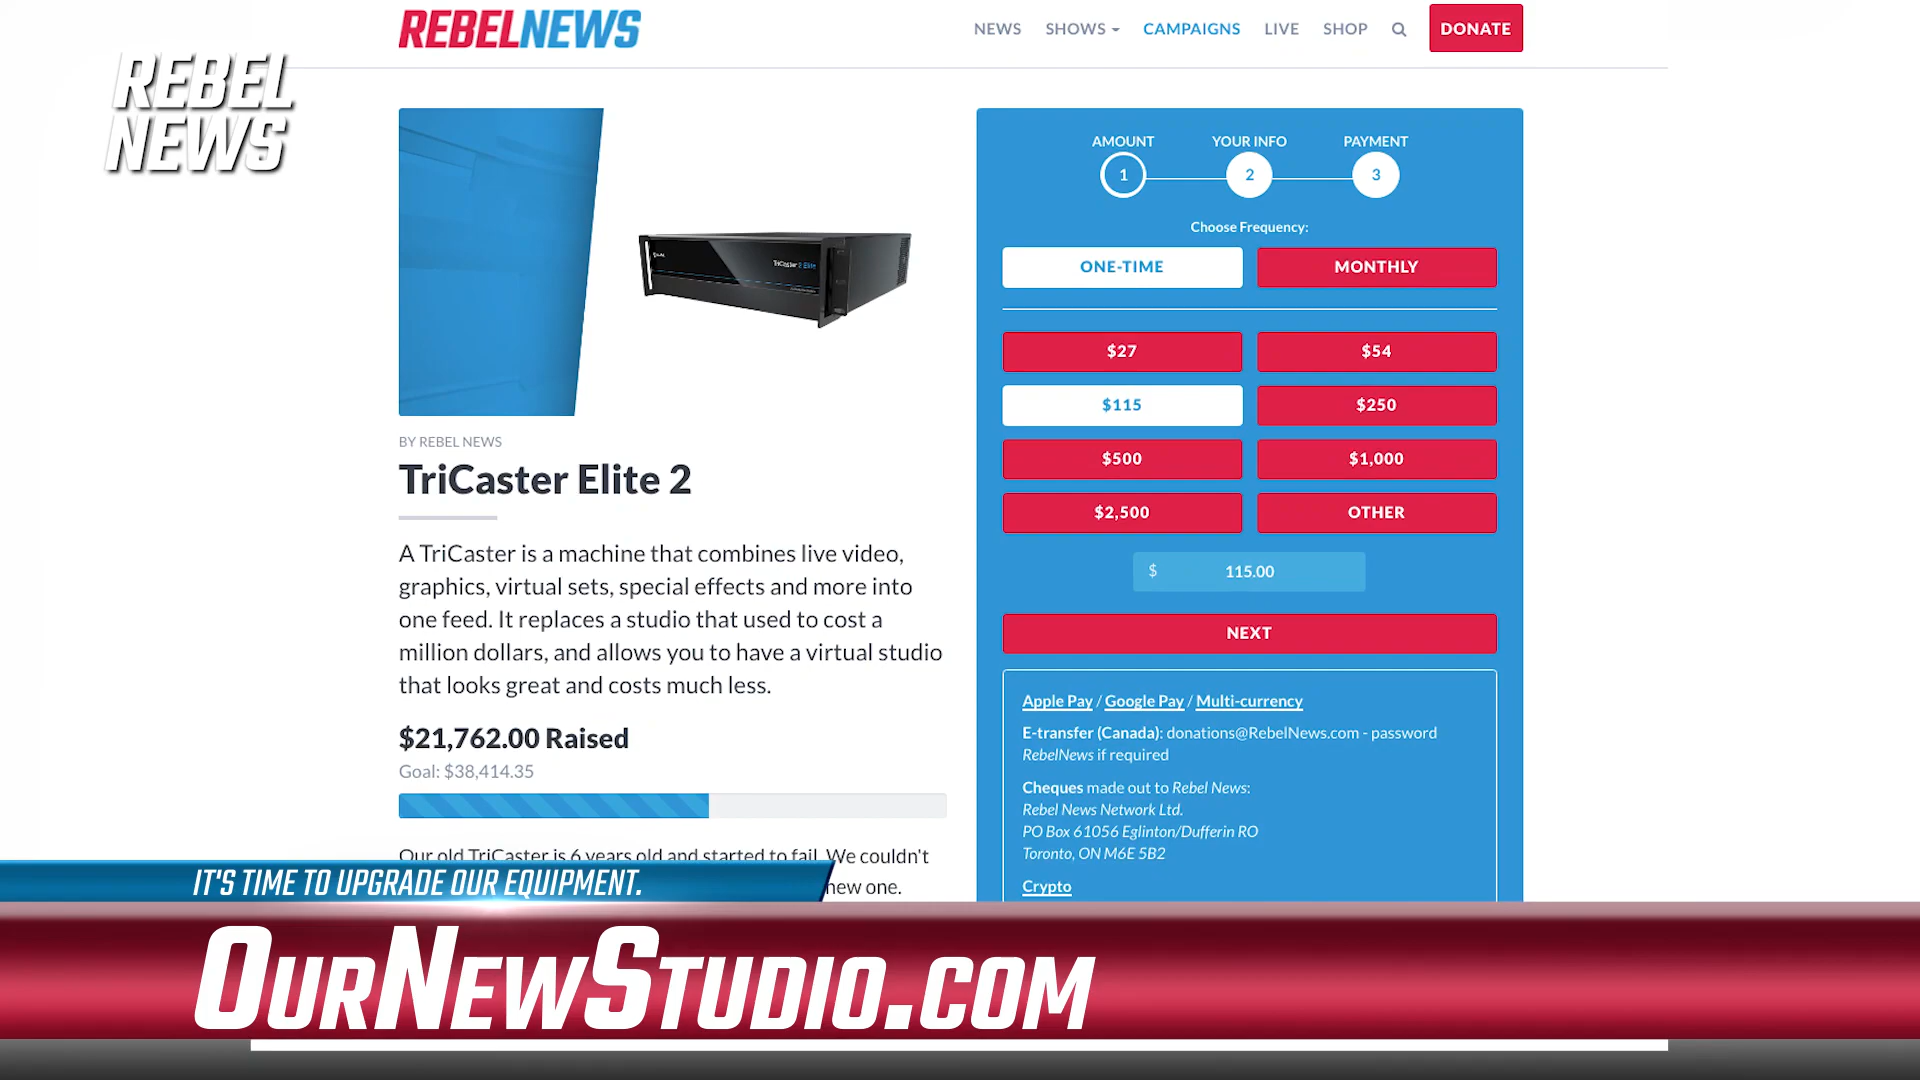 REBELNEWS
NEWS SHOWS CAMPAIGNS LIVE SHOP DONATE
REBEL
NEWS
TriCaster 2 Elite
BY REBEL NEWS
TriCaster Elite 2
A TriCaster is a machine that combines live video,
graphics, virtual sets, special effects and more into
one feed. It replaces a studio that used to cost a
million dollars, and allows you to have a virtual studio
that looks great and costs much less.
$21,762.00 Raised
Goal: $38,414.35
Our old TriCaster is 6 years old and started to fail. We couldn't
new one.
AMOUNT YOUR INFO PAYMENT
1 2 3
Choose Frequency:
ONE-TIME MONTHLY
$27 $54
$115 $250
$500 $1,000
$2,500 OTHER
$ 115.00
NEXT
Apple Pay / Google Pay / Multi-currency
E-transfer (Canada): donations@RebelNews.com - password
RebelNews if required
Cheques made out to Rebel News:
Rebel News Network Ltd.
PO Box 61056 Eglinton/Dufferin RO
Toronto, ON M6E 5B2
Crypto
IT'S TIME TO UPGRADE OUR EQUIPMENT.
OURNEWSTUDIO.COM